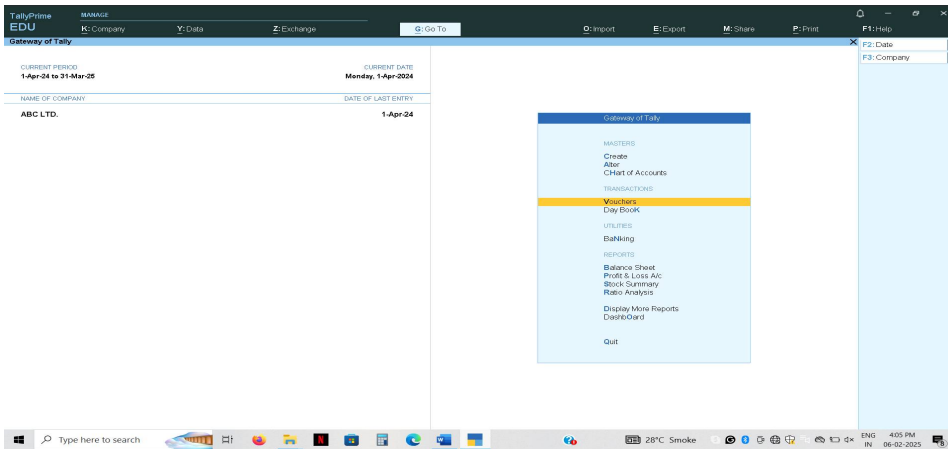 TallyPrime
EDU
MANAGE
K: Company
Y: Data
Z: Exchange
G: Go To
O: Import
E: Export
M: Share
P: Print
F1: Help
Gateway of Tally
F2: Date
F3: Company
CURRENT PERIOD
1-Apr-24 to 31-Mar-25
CURRENT DATE
Monday, 1-Apr-2024
NAME OF COMPANY
DATE OF LAST ENTRY
ABC LTD.
1-Apr-24
Gateway of Tally
MASTERS
Create
Alter
CHart of Accounts
TRANSACTIONS
Vouchers
Day BooK
UTILITIES
BaNking
REPORTS
Balance Sheet
Profit & Loss A/c
Stock Summary
Ratio Analysis
Display More Reports
DashbOard
Quit
Type here to search
28°C Smoke
ENG
IN
4:05 PM
06-02-2025
8